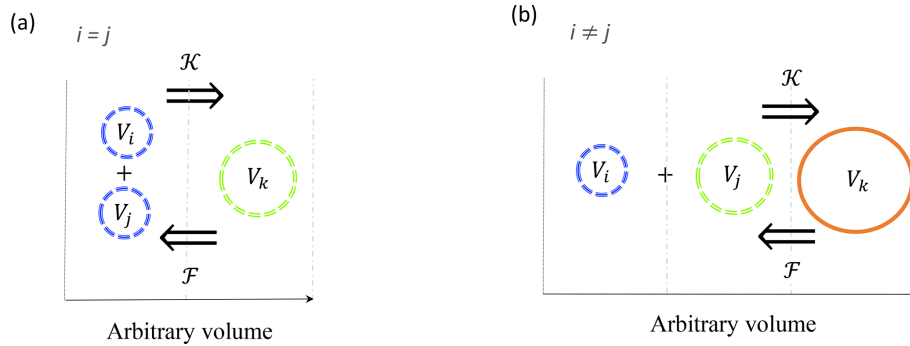 (a)
i = j
𝒦
V_i
+
V_j
V_k
ℱ
Arbitrary volume
(b)
i ≠ j
𝒦
V_i + V_j V_k
ℱ
Arbitrary volume